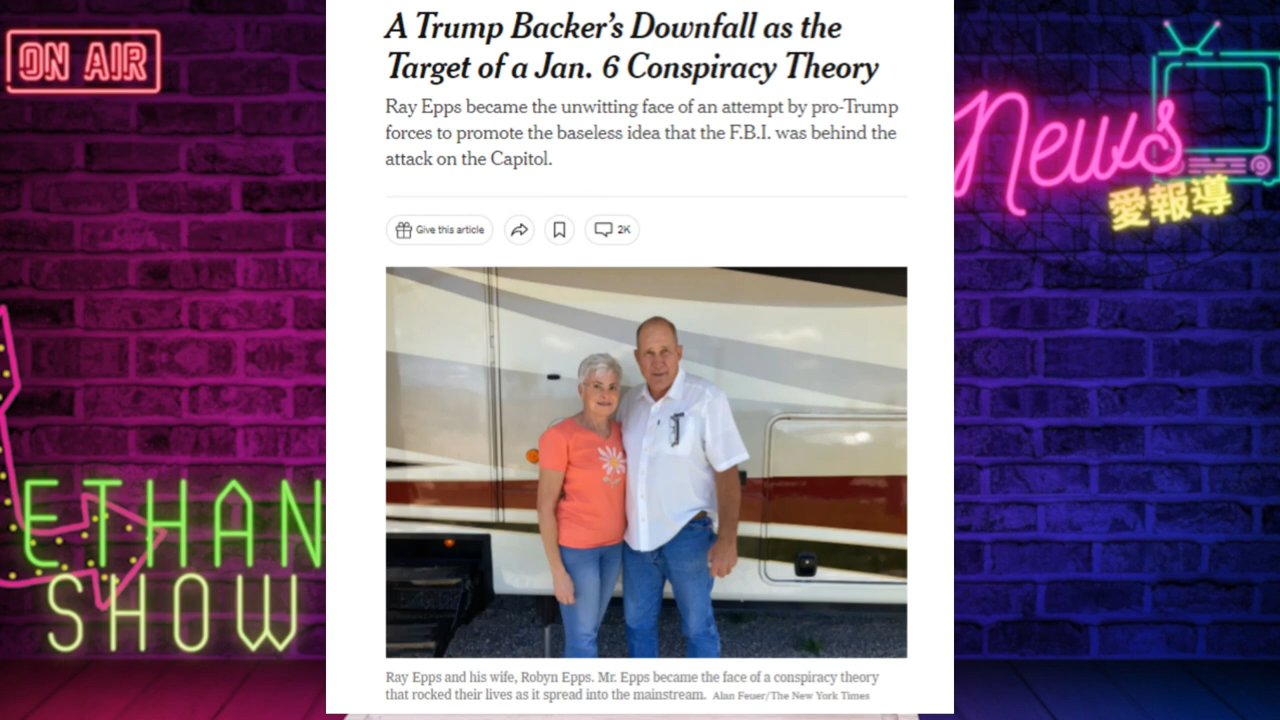 ON AIR
A Trump Backer’s Downfall as the
Target of a Jan. 6 Conspiracy Theory
Ray Epps became the unwitting face of an attempt by pro-Trump
forces to promote the baseless idea that the F.B.I. was behind the
attack on the Capitol.
Give this article
2K
News
愛報導
ETHAN
SHOW
Ray Epps and his wife, Robyn Epps. Mr. Epps became the face of a conspiracy theory
that rocked their lives as it spread into the mainstream. Alan Feuer/The New York Times